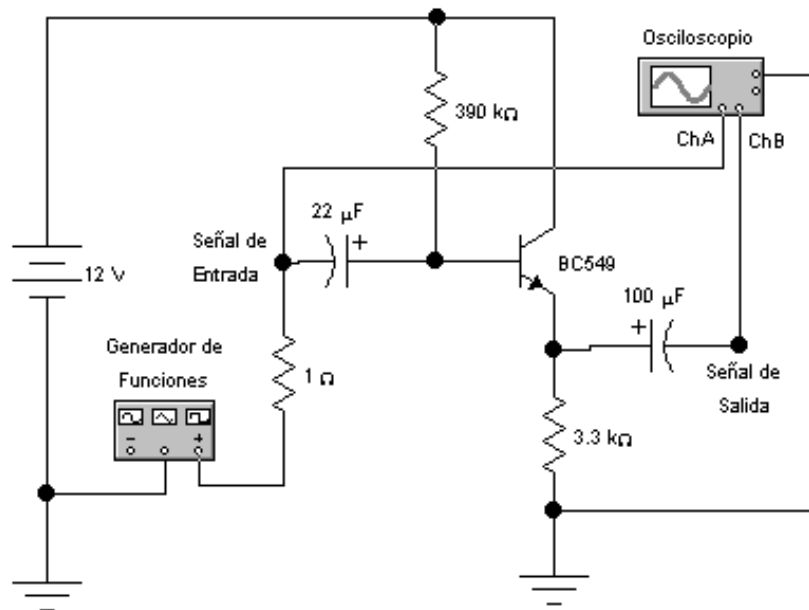 Osciloscopio
390 kΩ
ChA
ChB
22 µF
Señal de
Entrada
BC549
12 V
100 µF
Generador de
Funciones
1 Ω
Señal de
Salida
3.3 kΩ